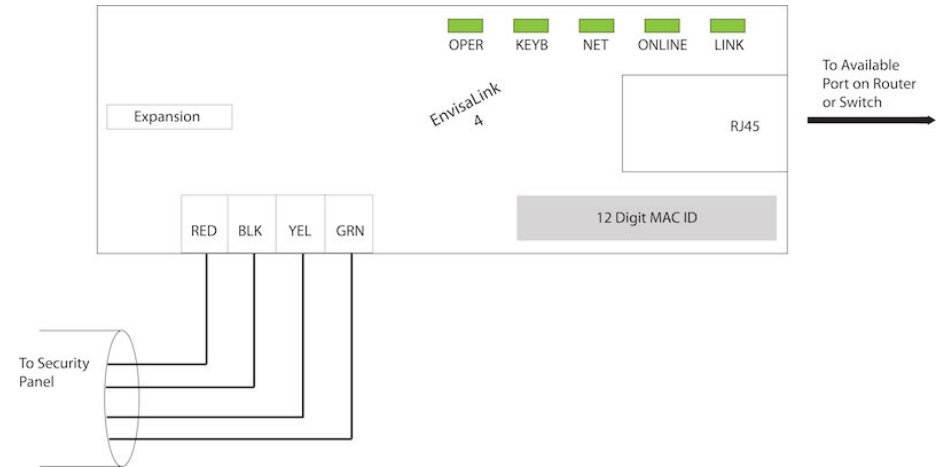 OPER KEYB NET ONLINE LINK
To Available
Port on Router
or Switch
EnvisaLink
4
Expansion
RJ45
12 Digit MAC ID
RED BLK YEL GRN
To Security
Panel